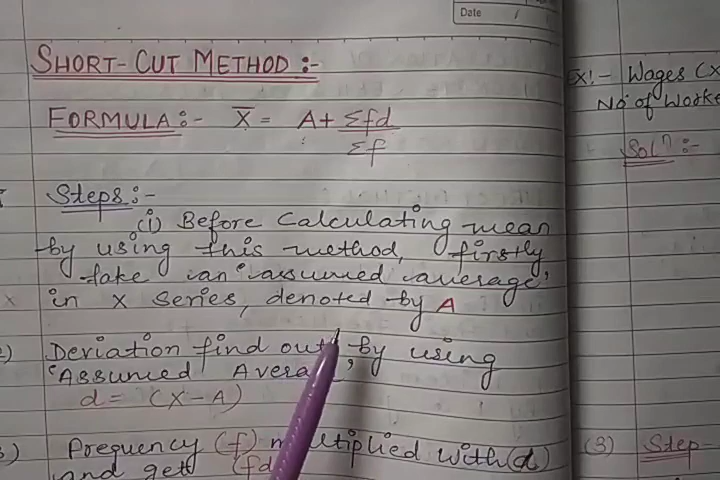 Date
SHORT-CUT METHOD :-
FORMULA:- X̅ = A + Σfd / Σf
Steps:-
(i) Before Calculating mean
by using this method, firstly
take an 'assumed average'
in X Series, denoted by A
Deviation find out by using
'Assumed Average'
d = (X-A)
Frequency (f) multiplied with (d)
and get (fd
Ex:- Wages (X
No of Worke
Sol?:-
(3) Step-